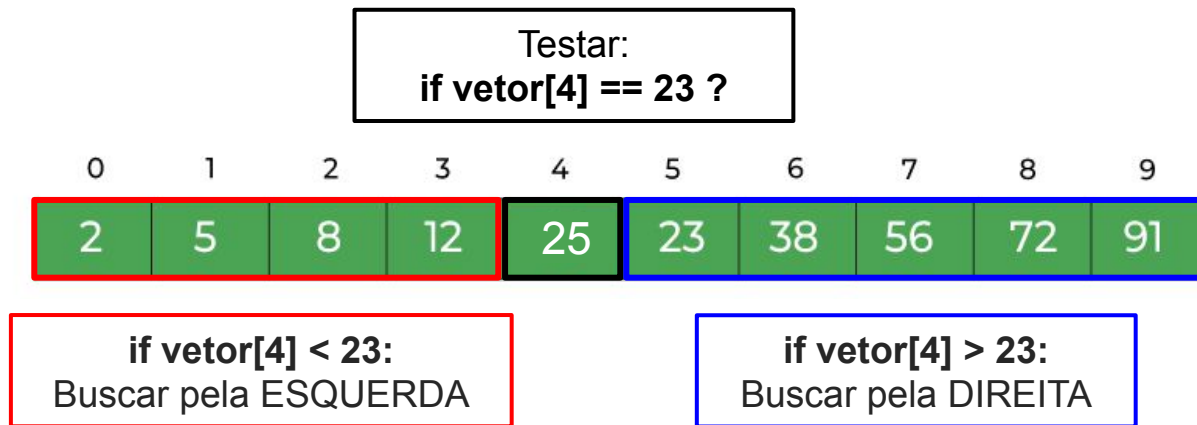 Testar:
if vetor[4] == 23 ?
0 1 2 3 4 5 6 7 8 9
2 5 8 12 25 23 38 56 72 91
if vetor[4] < 23:
Buscar pela ESQUERDA
if vetor[4] > 23:
Buscar pela DIREITA